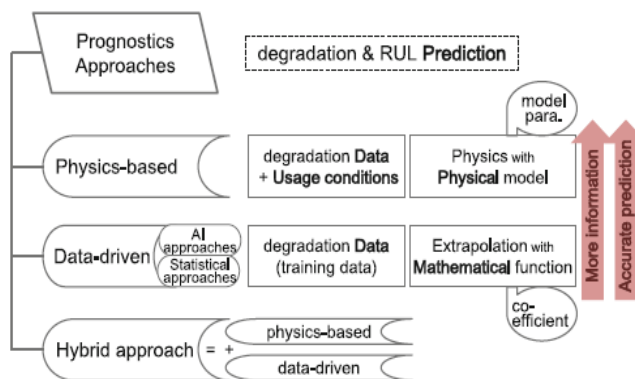 Prognostics
Approaches
degradation & RUL Prediction
model
para.
Physics-based
degradation Data
+ Usage conditions
Physics with
Physical model
Data-driven
AI
approaches
Statistical
approaches
degradation Data
(training data)
Extrapolation with
Mathematical function
co-
efficient
More information
Accurate prediction
Hybrid approach
= +
physics-based
data-driven